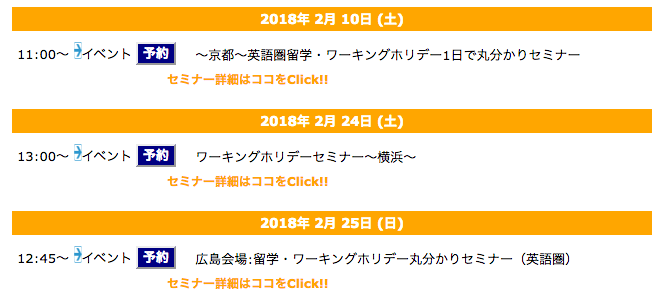 2018年 2月 10日 (土)
11:00～ イベント 予約 ～京都～英語圏留学・ワーキングホリデー1日で丸分かりセミナー
セミナー詳細はココをClick!!
2018年 2月 24日 (土)
13:00～ イベント 予約 ワーキングホリデーセミナー～横浜～
セミナー詳細はココをClick!!
2018年 2月 25日 (日)
12:45～ イベント 予約 広島会場:留学・ワーキングホリデー丸分かりセミナー（英語圏）
セミナー詳細はココをClick!!